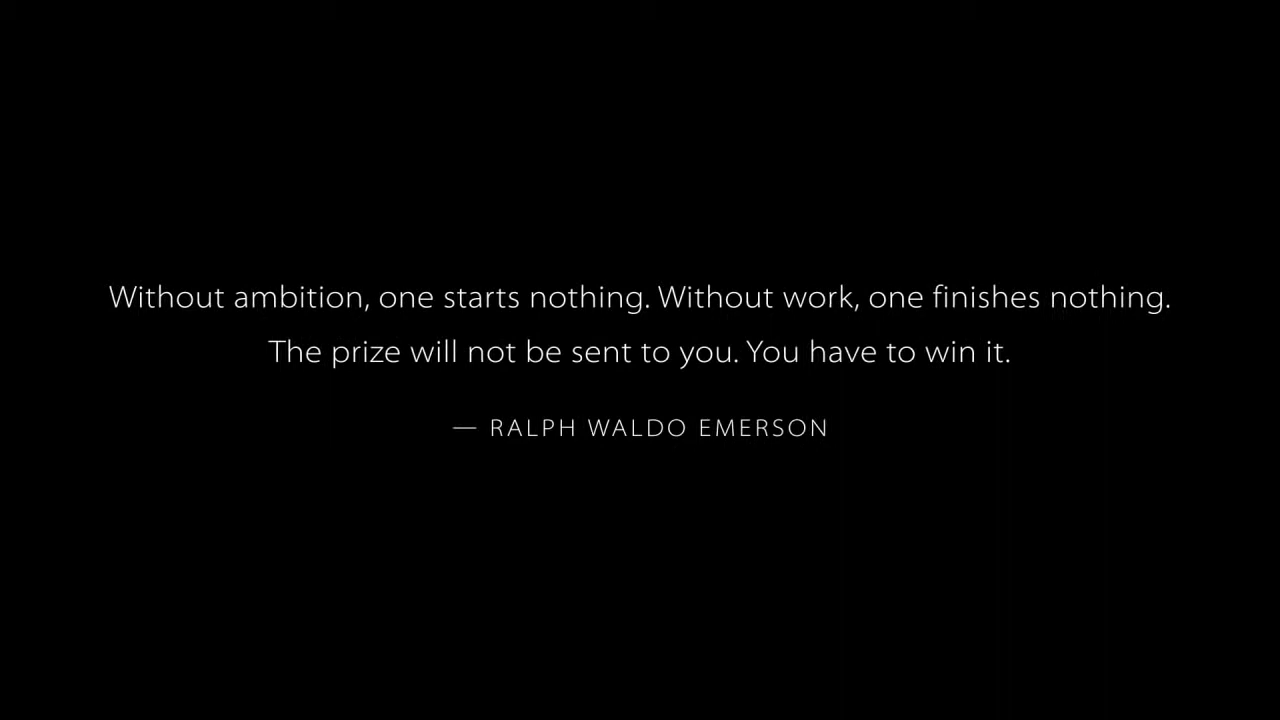 Without ambition, one starts nothing. Without work, one finishes nothing.
The prize will not be sent to you. You have to win it.
— RALPH WALDO EMERSON